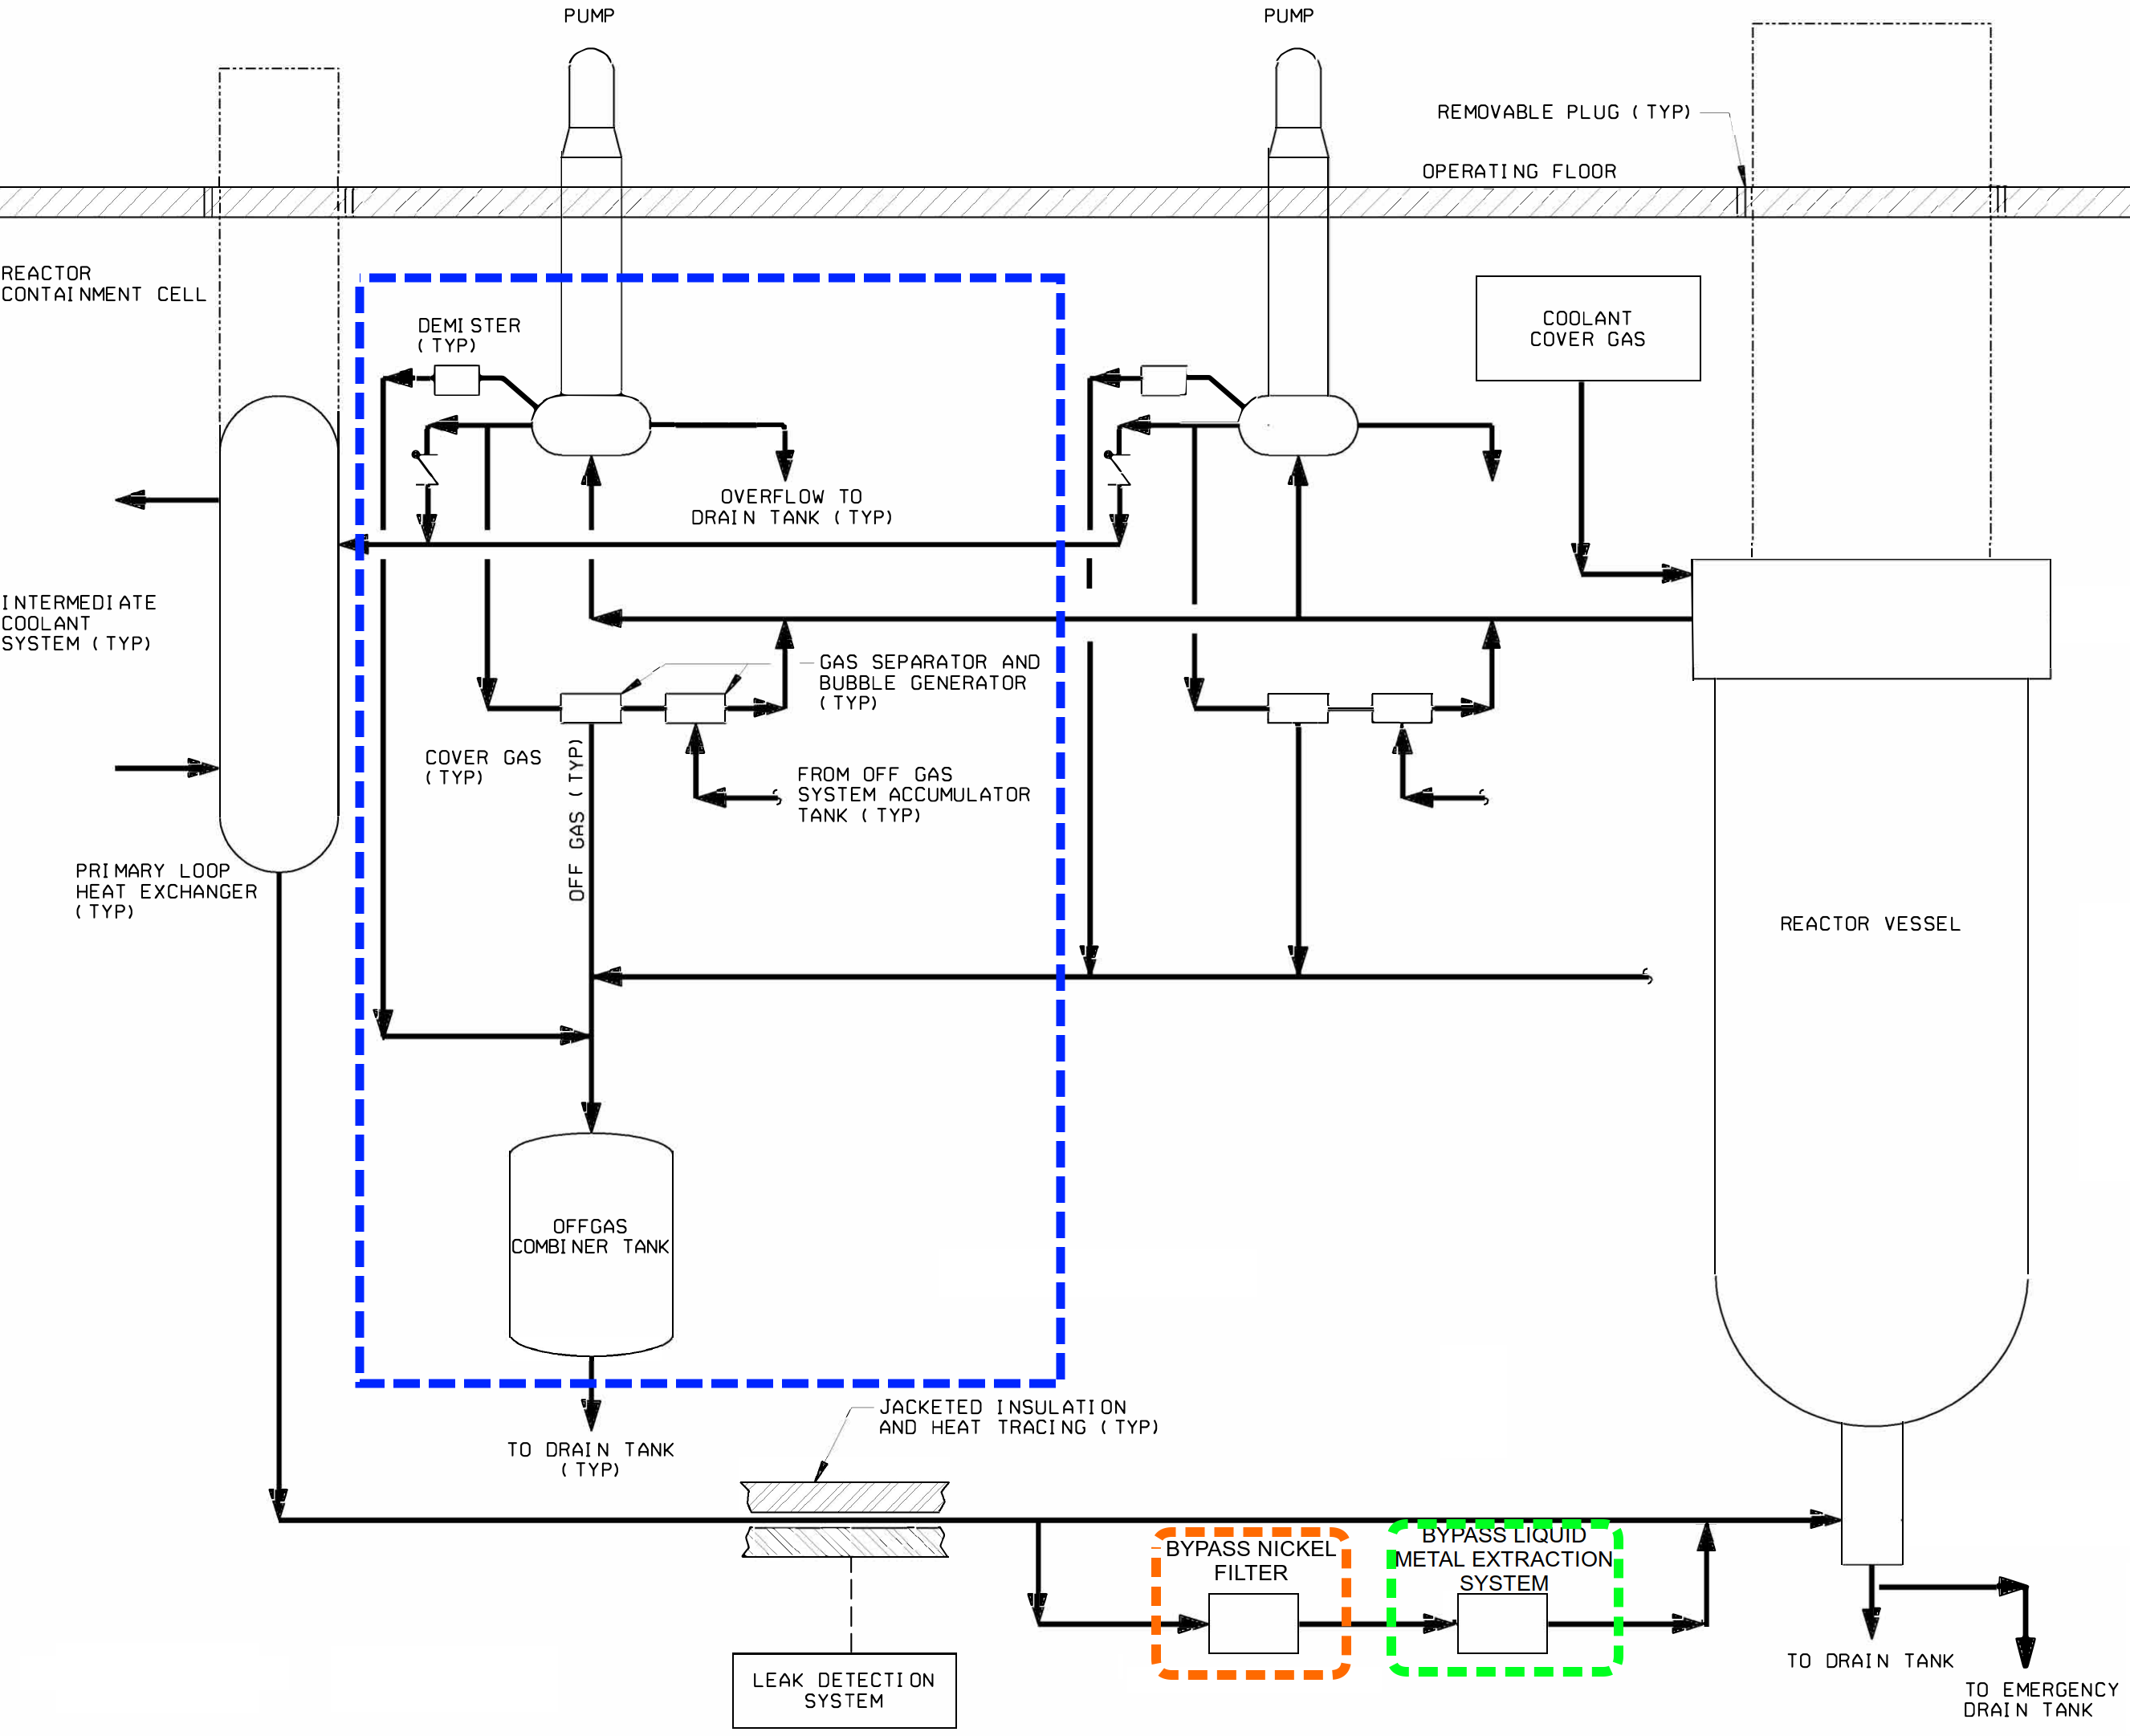 PUMP
PUMP
REMOVABLE PLUG (TYP)
OPERATING FLOOR
REACTOR
CONTAINMENT CELL
DEMISTER
(TYP)
COOLANT
COVER GAS
OVERFLOW TO
DRAIN TANK (TYP)
INTERMEDIATE
COOLANT
SYSTEM (TYP)
GAS SEPARATOR AND
BUBBLE GENERATOR
(TYP)
COVER GAS
(TYP)
OFF GAS (TYP)
FROM OFF GAS
SYSTEM ACCUMULATOR
TANK (TYP)
PRIMARY LOOP
HEAT EXCHANGER
(TYP)
REACTOR VESSEL
OFFGAS
COMBINER TANK
JACKETED INSULATION
AND HEAT TRACING (TYP)
TO DRAIN TANK
(TYP)
BYPASS NICKEL
FILTER
BYPASS LIQUID
METAL EXTRACTION
SYSTEM
LEAK DETECTION
SYSTEM
TO DRAIN TANK
TO EMERGENCY
DRAIN TANK